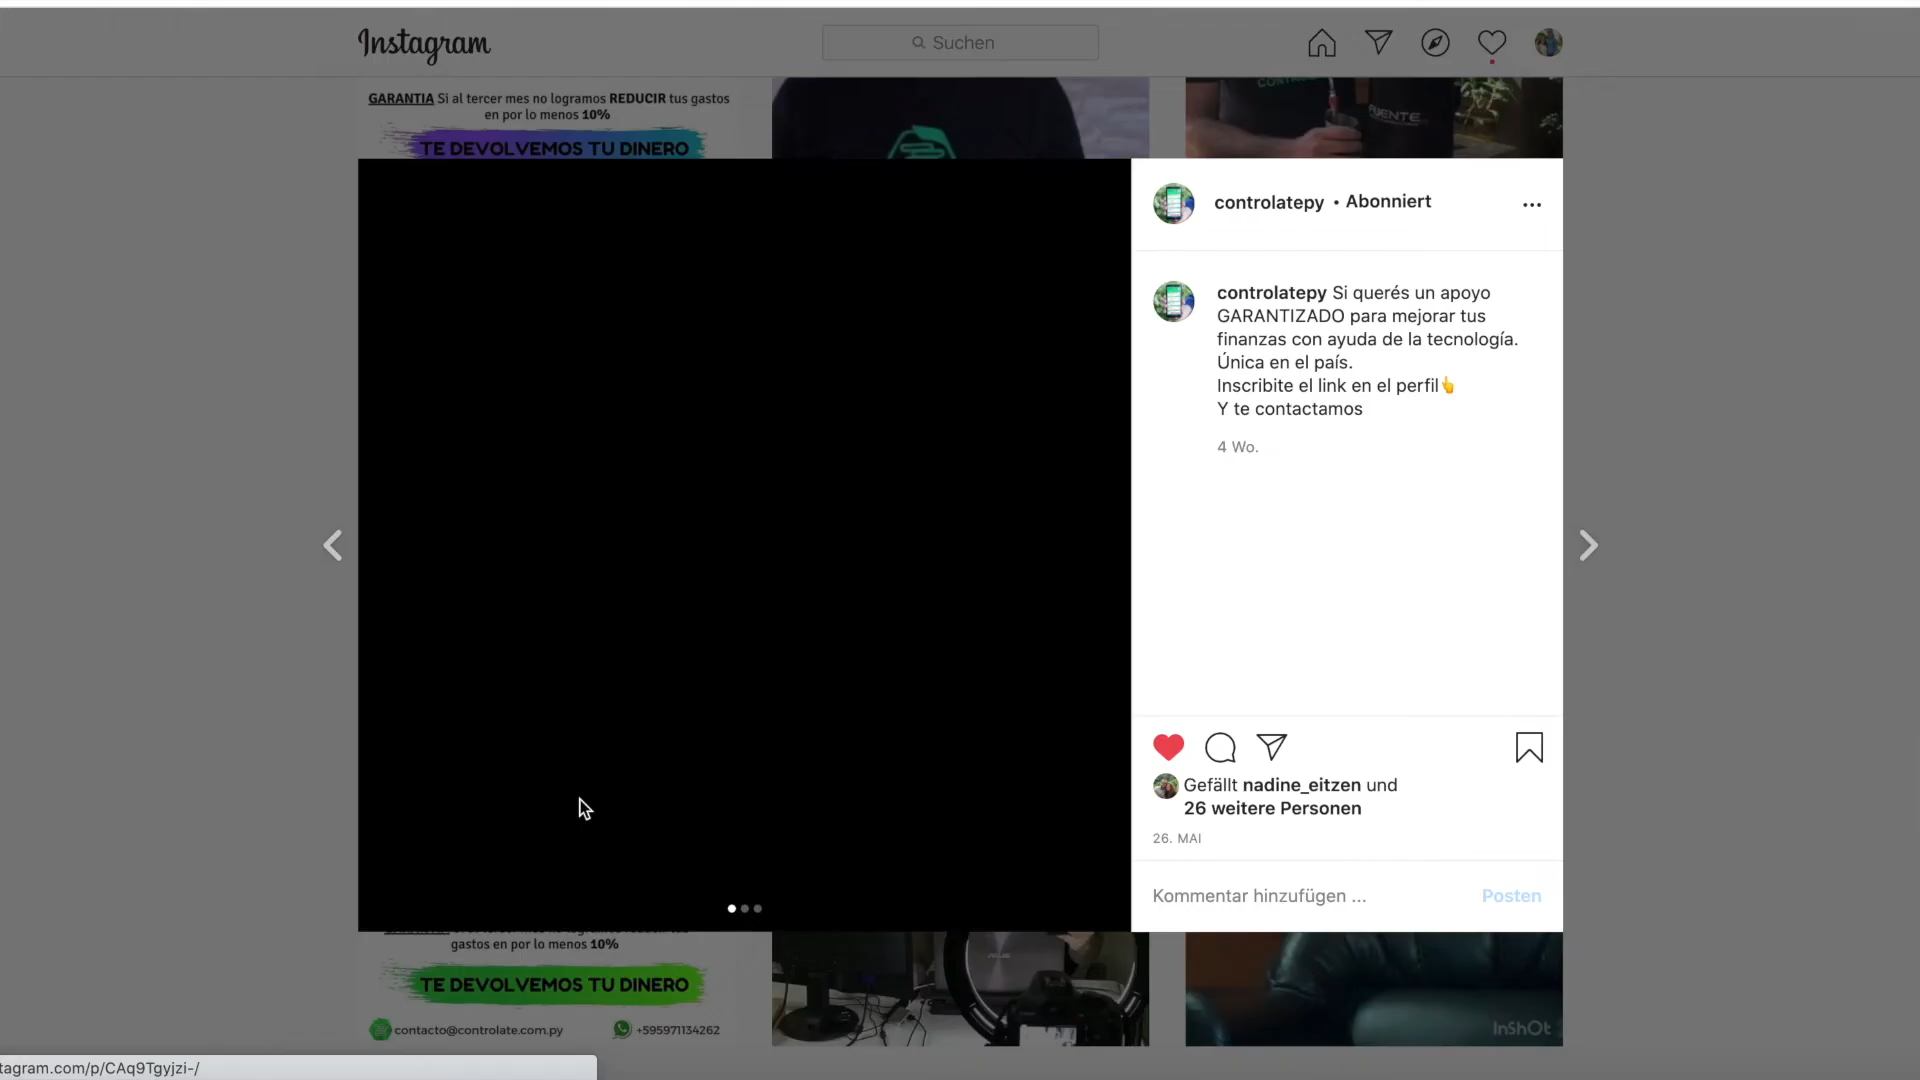 Instagram
Suchen
GARANTIA Si al tercer mes no logramos REDUCIR tus gastos
en por lo menos 10%
TE DEVOLVEMOS TU DINERO
controlatepy • Abonniert
controlatepy Si querés un apoyo
GARANTIZADO para mejorar tus
finanzas con ayuda de la tecnología.
Única en el país.
Inscribite el link en el perfil👆
Y te contactamos
4 Wo.
Gefällt nadine_eitzen und
26 weitere Personen
26. MAI
Kommentar hinzufügen ...
Posten
gastos en por lo menos 10%
TE DEVOLVEMOS TU DINERO
contacto@controlate.com.py
+595971134262
ASUS
InShOt
tagram.com/p/CAq9Tgyjzi-/